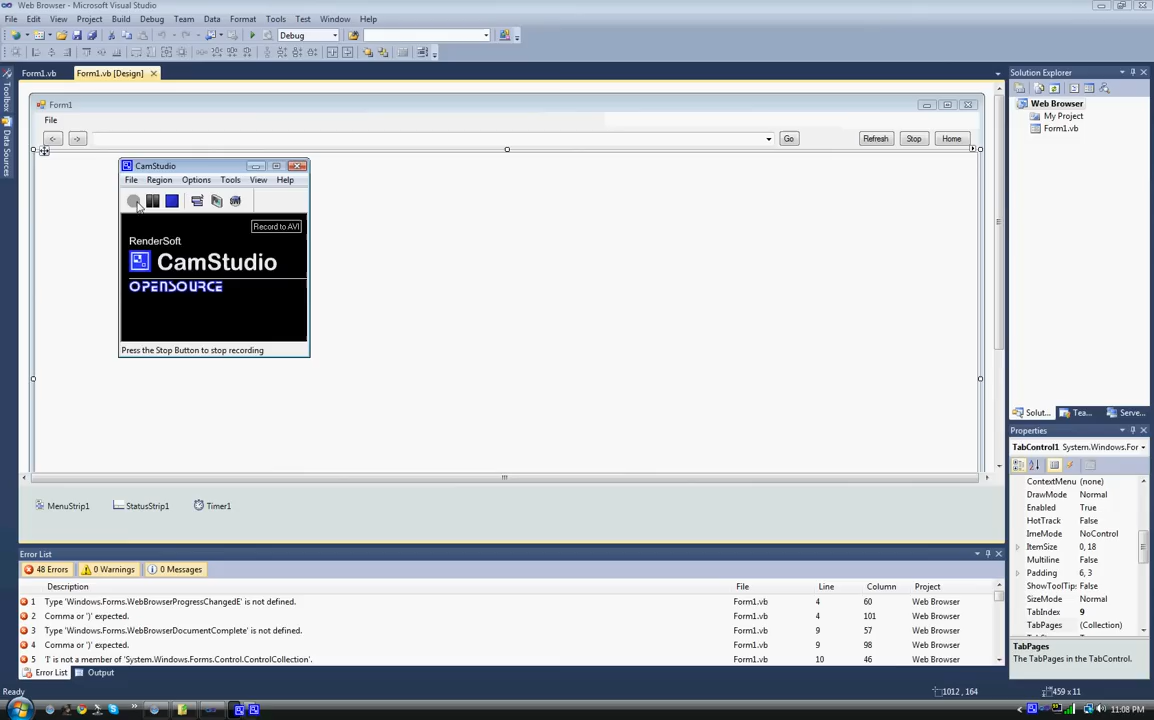 Web Browser - Microsoft Visual Studio
File Edit View Project Build Debug Team Data Format Tools Test Window Help
Debug
Form1.vb Form1.vb [Design]
Solution Explorer
Toolbox
Data Sources
Form1
File
<- -> Go Refresh Stop Home
Web Browser
My Project
Form1.vb
CamStudio
File Region Options Tools View Help
Record to AVI
RenderSoft
CamStudio
OPENSOURCE
Press the Stop Button to stop recording
Solut... Tea... Serve...
Properties
TabControl1 System.Windows.For
ContextMenu (none)
DrawMode Normal
Enabled True
HotTrack False
ImeMode NoControl
ItemSize 0, 18
Multiline False
Padding 6, 3
ShowToolTip: False
SizeMode Normal
TabIndex 9
TabPages (Collection)
TabPages
The TabPages in the TabControl.
MenuStrip1 StatusStrip1 Timer1
Error List
48 Errors 0 Warnings 0 Messages
Description File Line Column Project
1 Type 'Windows.Forms.WebBrowserProgressChangedE' is not defined. Form1.vb 4 60 Web Browser
2 Comma or ')' expected. Form1.vb 4 101 Web Browser
3 Type 'Windows.Forms.WebBrowserDocumentComplete' is not defined. Form1.vb 9 57 Web Browser
4 Comma or ')' expected. Form1.vb 9 98 Web Browser
5 'I' is not a member of 'System.Windows.Forms.Control.ControlCollection'. Form1.vb 10 46 Web Browser
Error List Output
Ready 1012 , 164 459 x 11
11:08 PM